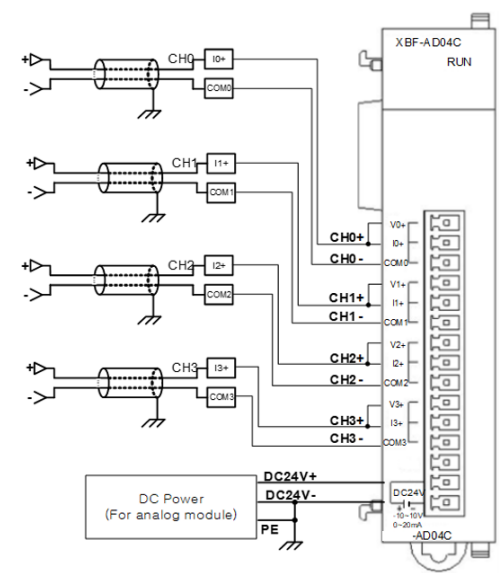 XBF-AD04C
RUN
+ CH0 I0+
- COM0
+ CH1 I1+
- COM1
+ CH2 I2+
- COM2
+ CH3 I3+
- COM3
V0+
CH0+ I0+
CH0 - COM0
V1+
CH1+ I1+
CH1 - COM1
V2+
CH2+ I2+
CH2 - COM2
V3+
CH3+ I3+
CH3 - COM3
DC Power
(For analog module)
DC24V+
DC24V-
PE
DC24V
+ -
-10~10V
0~20mA
-AD04C